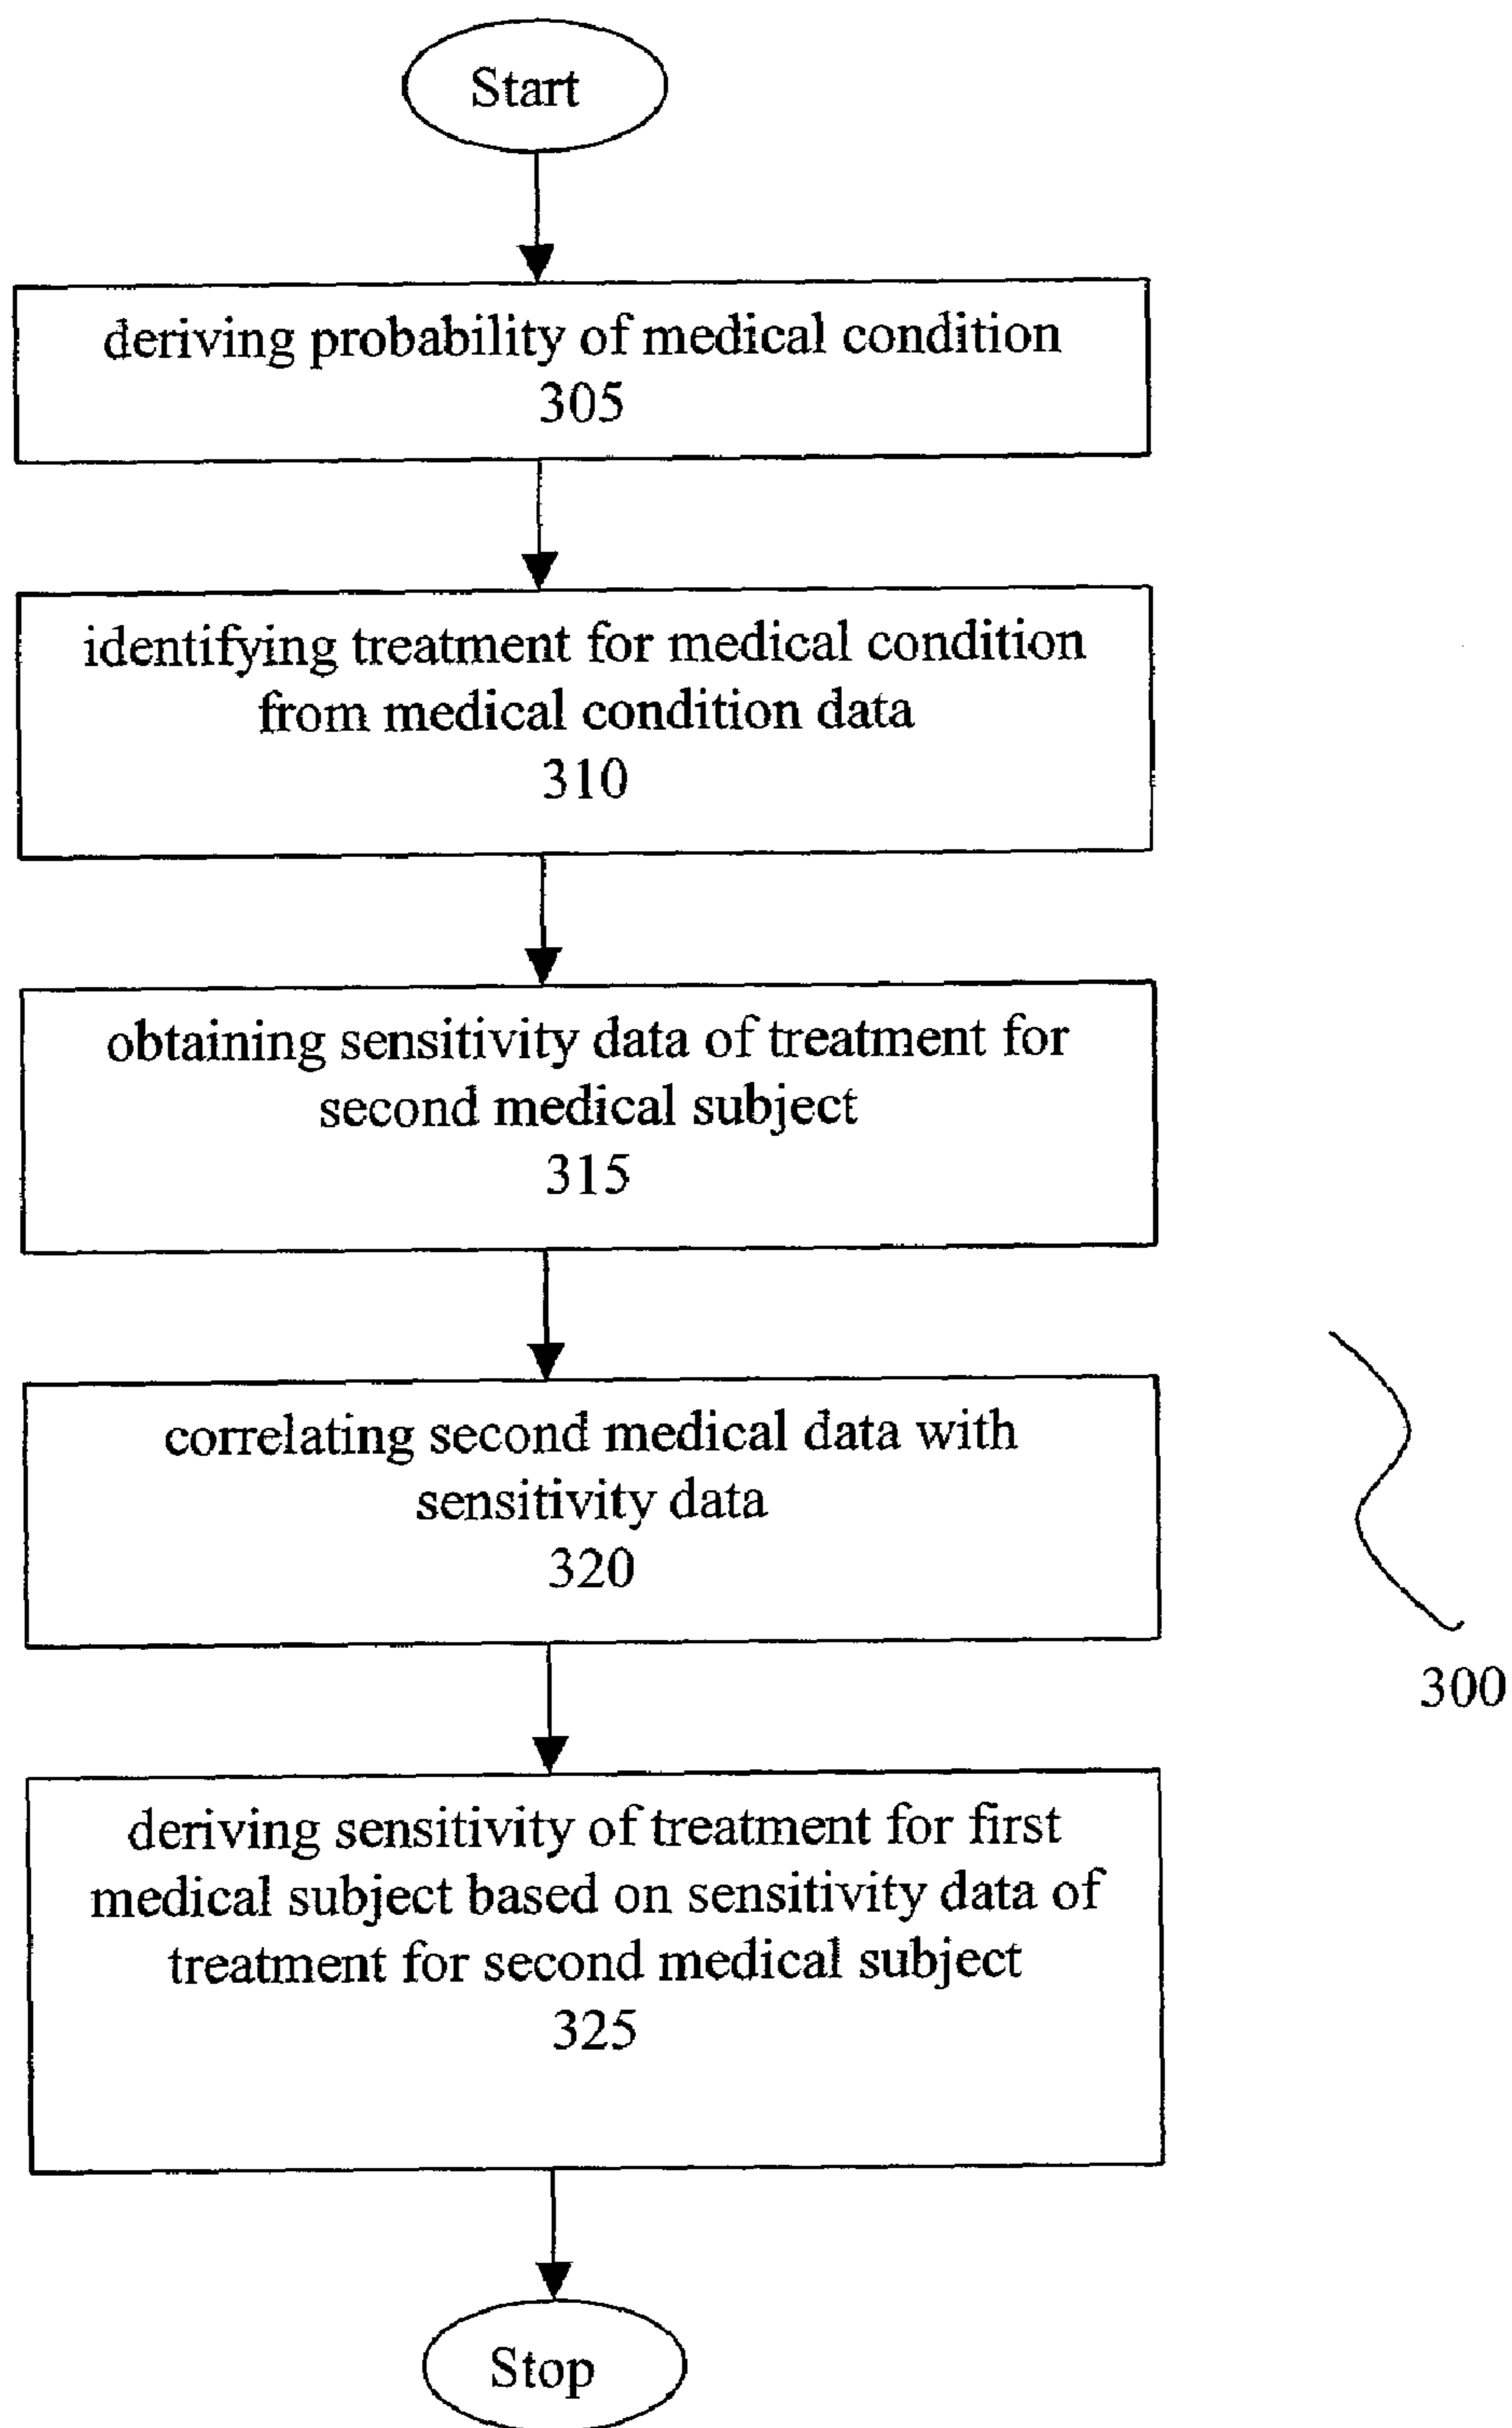 Start
deriving probability of medical condition
305
identifying treatment for medical condition
from medical condition data
310
obtaining sensitivity data of treatment for
second medical subject
315
correlating second medical data with
sensitivity data
320
300
deriving sensitivity of treatment for first
medical subject based on sensitivity data of
treatment for second medical subject
325
Stop